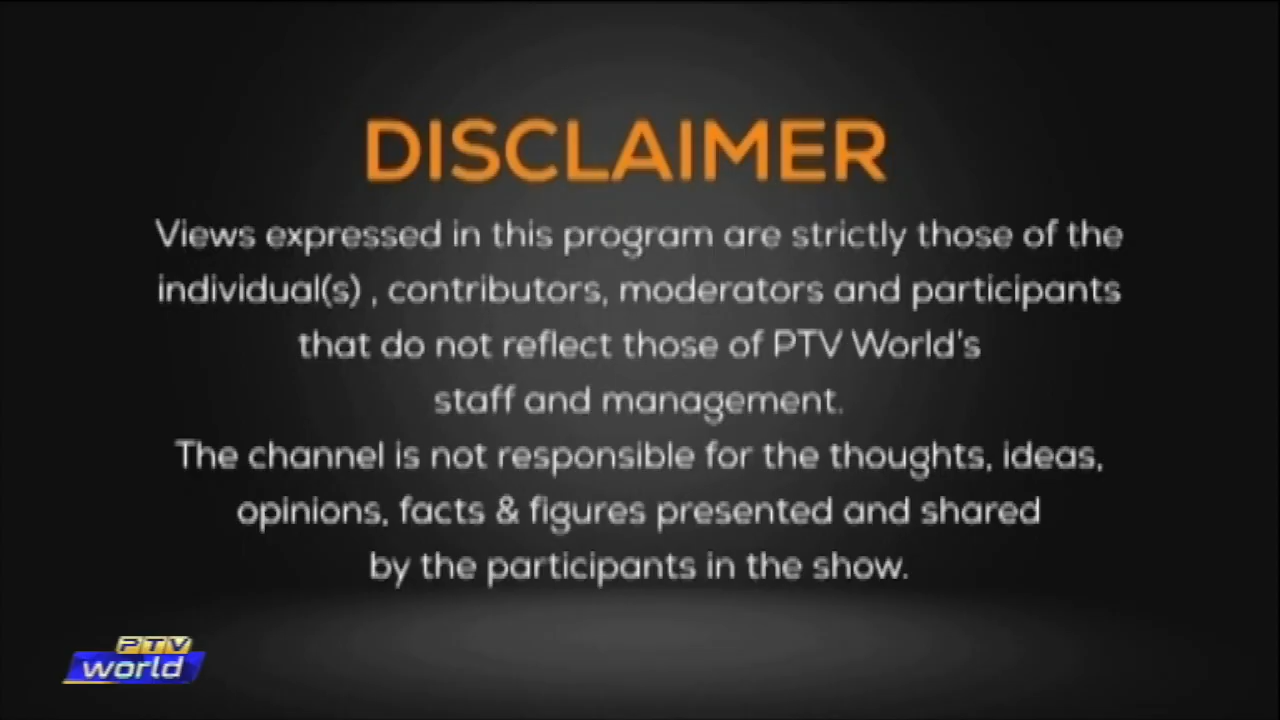 DISCLAIMER
Views expressed in this program are strictly those of the
individual(s) , contributors, moderators and participants
that do not reflect those of PTV World's
staff and management.
The channel is not responsible for the thoughts, ideas,
opinions, facts & figures presented and shared
by the participants in the show.
PTV
world